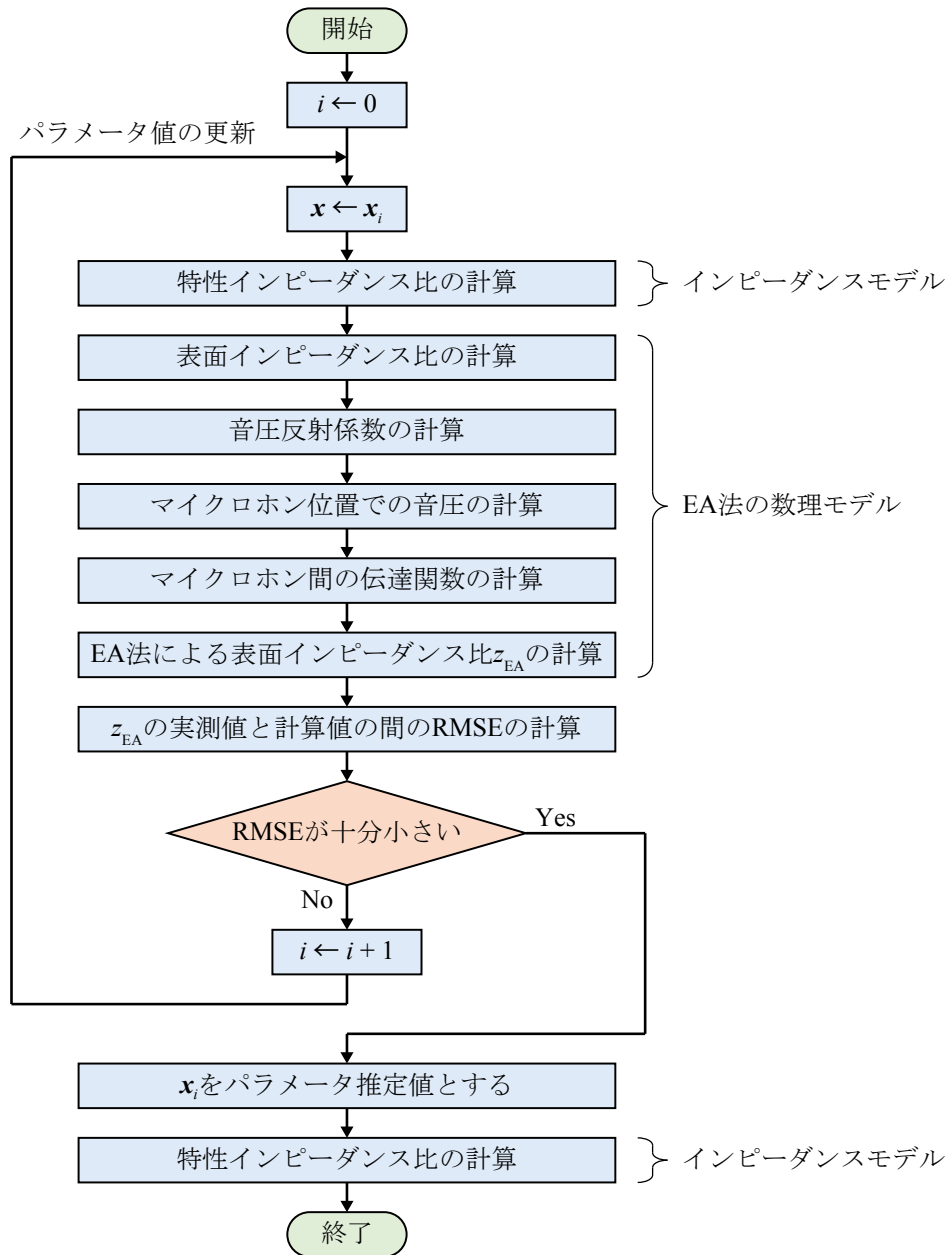 開始
i ← 0
パラメータ値の更新
x ← x_i
特性インピーダンス比の計算
インピーダンスモデル
表面インピーダンス比の計算
音圧反射係数の計算
マイクロホン位置での音圧の計算
EA法の数理モデル
マイクロホン間の伝達関数の計算
EA法による表面インピーダンス比z_EAの計算
z_EAの実測値と計算値の間のRMSEの計算
RMSEが十分小さい
Yes
No
i ← i + 1
x_iをパラメータ推定値とする
特性インピーダンス比の計算
インピーダンスモデル
終了